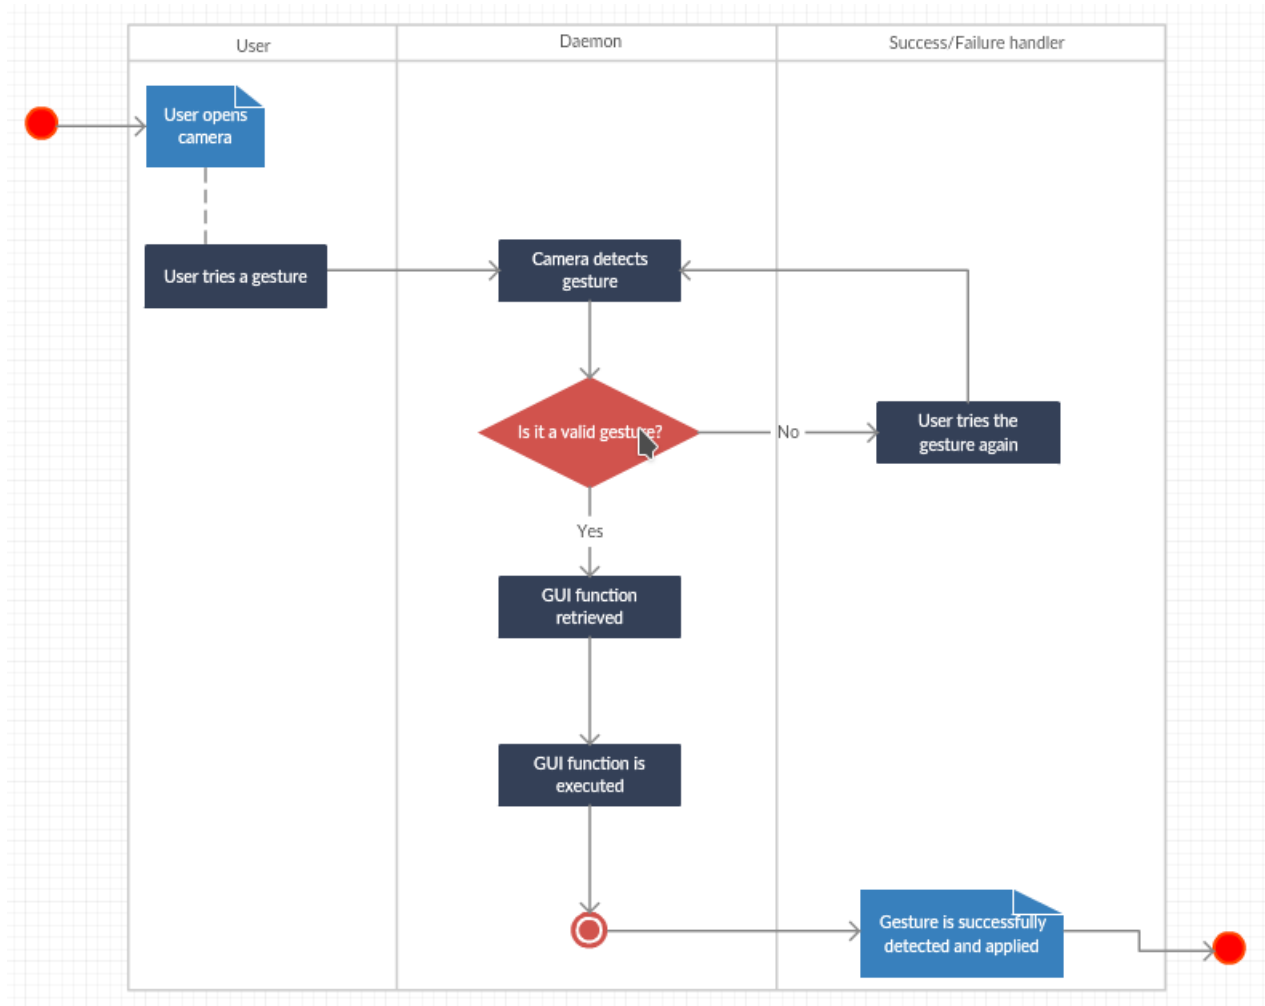 User
Daemon
Success/Failure handler
User opens
camera
User tries a gesture
Camera detects
gesture
Is it a valid gesture?
No
User tries the
gesture again
Yes
GUI function
retrieved
GUI function is
executed
Gesture is successfully
detected and applied